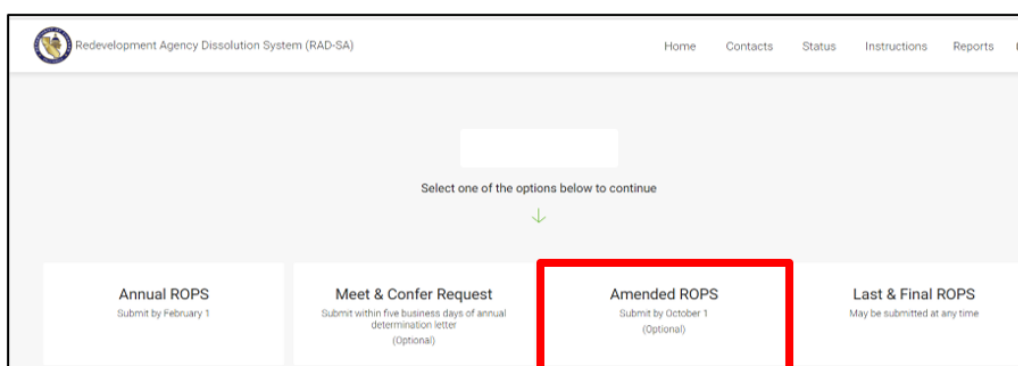 Redevelopment Agency Dissolution System (RAD-SA)
Home Contacts Status Instructions Reports
Select one of the options below to continue
Annual ROPS
Submit by February 1
Meet & Confer Request
Submit within five business days of annual
determination letter
(Optional)
Amended ROPS
Submit by October 1
(Optional)
Last & Final ROPS
May be submitted at any time